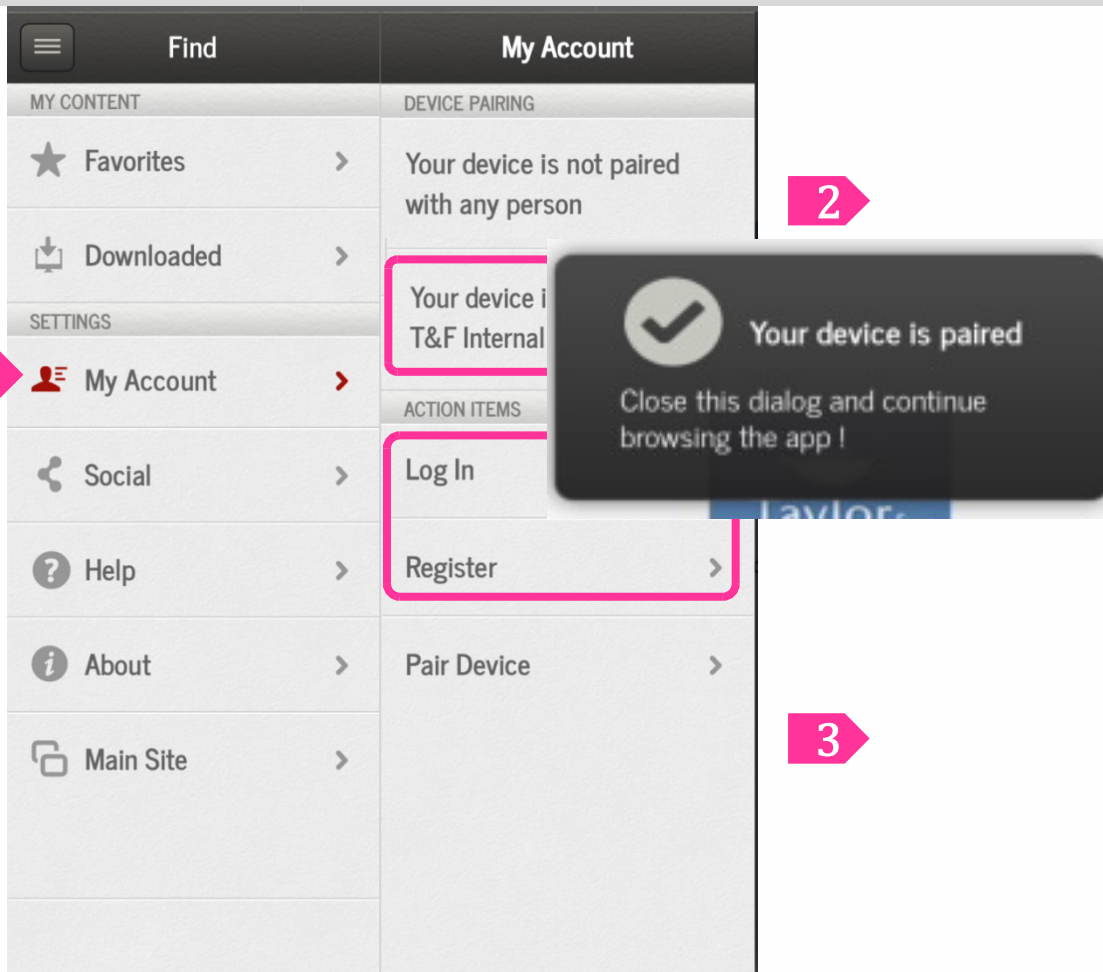 Find
My Account
MY CONTENT
Favorites
Downloaded
SETTINGS
My Account
Social
Help
About
Main Site
DEVICE PAIRING
Your device is not paired
with any person
Your device
T&F Internal
ACTION ITEMS
Log In
Register
Pair Device
2
Your device is paired
Close this dialog and continue
browsing the app !
Taylor
3